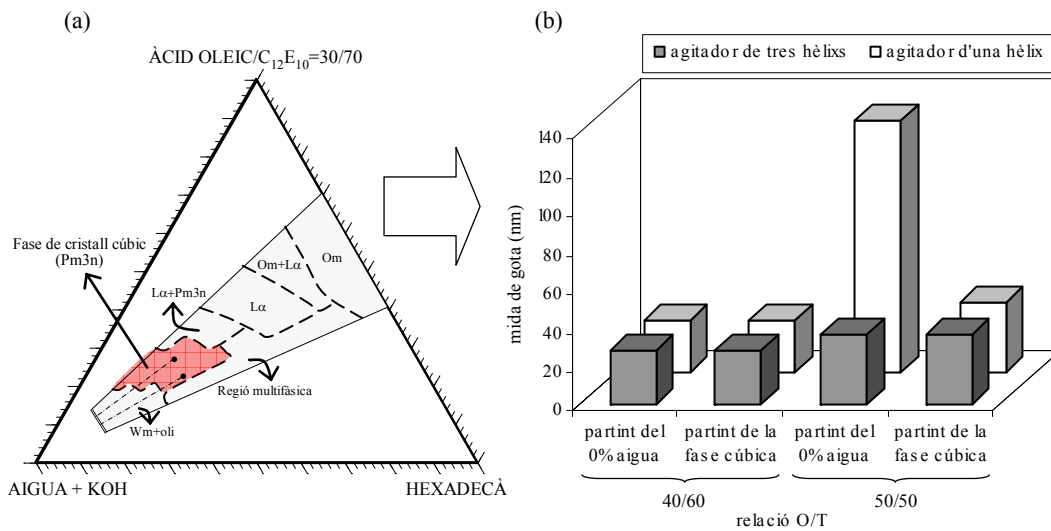 (a)
ÀCID OLEIC/C₁₂E₁₀=30/70
Fase de cristall cúbic
(Pm3n)
Lα+Pm3n
Om+Lα
Om
Lα
Regió multifàsica
Wm+oli
AIGUA + KOH
HEXADECÀ
(b)
agitador de tres hèlixs
agitador d'una hèlix
mida de gota (nm)
140
120
100
80
60
40
20
0
partint del
0% aigua
partint de la
fase cúbica
partint del
0% aigua
partint de la
fase cúbica
40/60
50/50
relació O/T